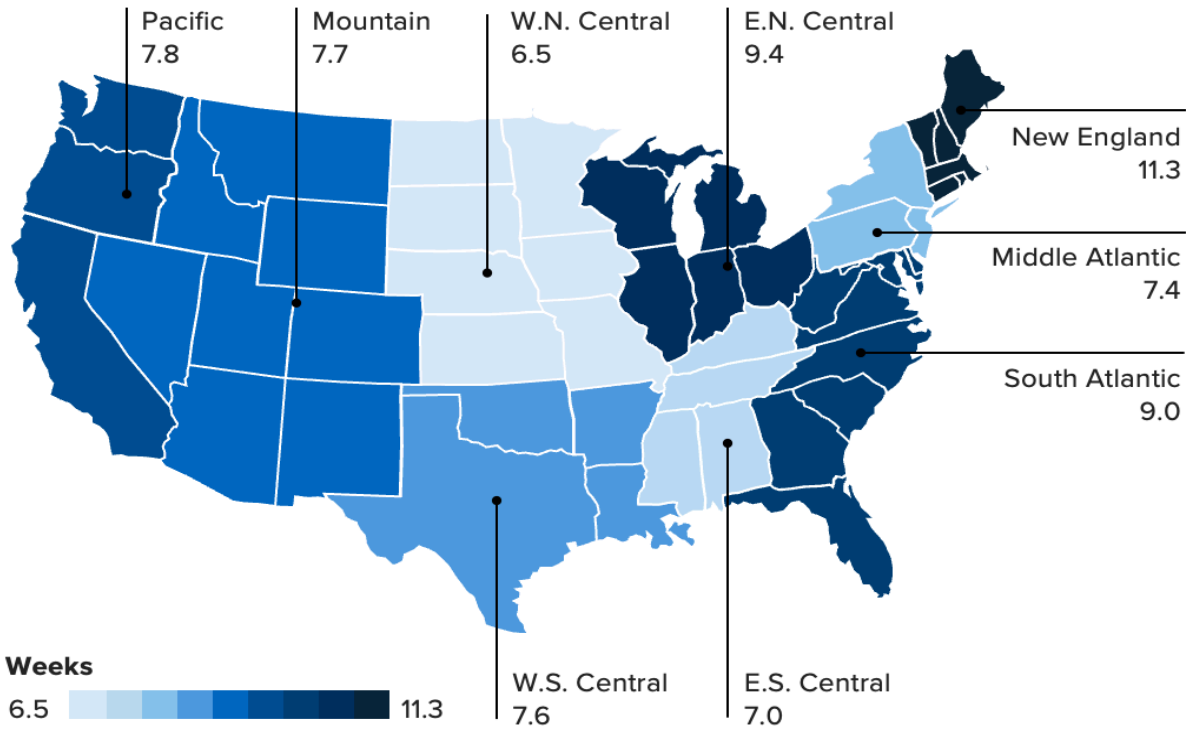 Pacific
7.8
Mountain
7.7
W.N. Central
6.5
E.N. Central
9.4
New England
11.3
Middle Atlantic
7.4
South Atlantic
9.0
Weeks
6.5
11.3
W.S. Central
7.6
E.S. Central
7.0